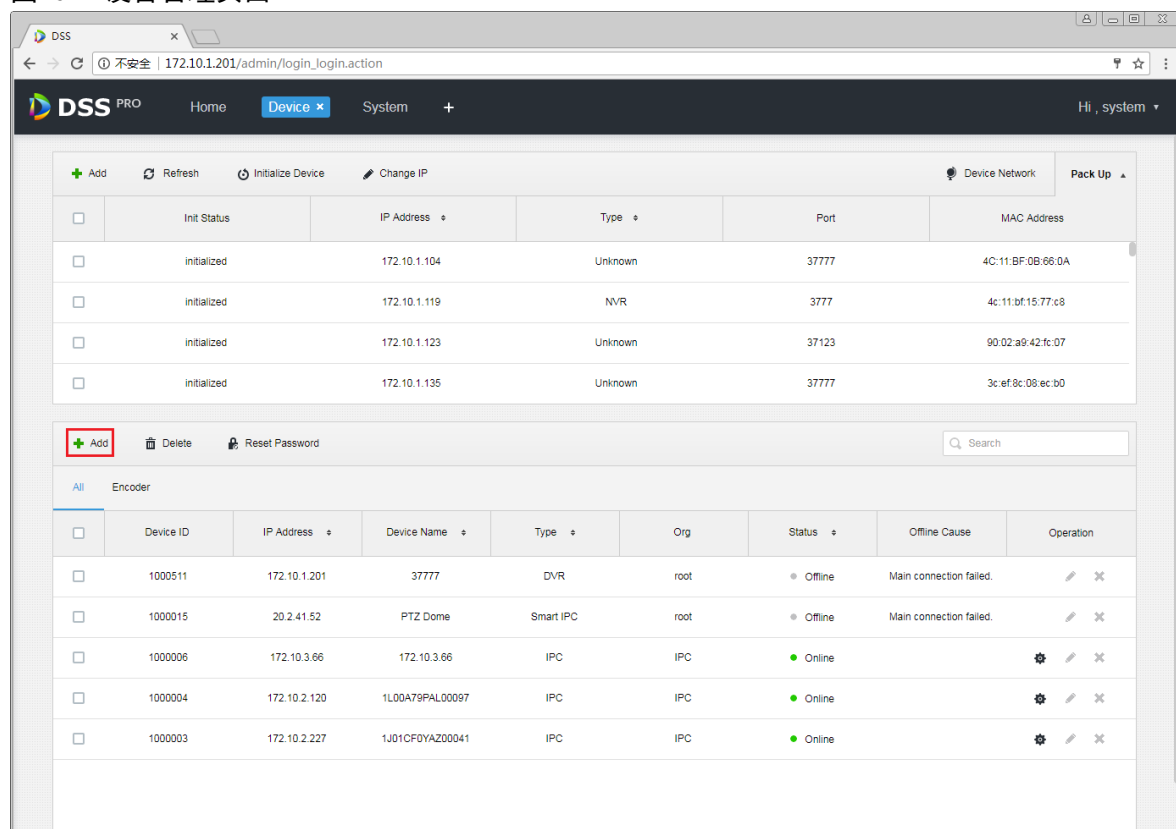 DSS
不安全 | 172.10.1.201/admin/login_login.action
DSS PRO Home Device × System + Hi , system
Add Refresh Initialize Device Change IP Device Network Pack Up
Init Status IP Address Type Port MAC Address
initialized 172.10.1.104 Unknown 37777 4C:11:BF:0B:66:0A
initialized 172.10.1.119 NVR 3777 4c:11:bf:15:77:c8
initialized 172.10.1.123 Unknown 37123 90:02:a9:42:fc:07
initialized 172.10.1.135 Unknown 37777 3c:ef:8c:08:ec:b0
Add Delete Reset Password Search
All Encoder
Device ID IP Address Device Name Type Org Status Offline Cause Operation
1000511 172.10.1.201 37777 DVR root Offline Main connection failed.
1000015 20.2.41.52 PTZ Dome Smart IPC root Offline Main connection failed.
1000006 172.10.3.66 172.10.3.66 IPC IPC Online
1000004 172.10.2.120 1L00A79PAL00097 IPC IPC Online
1000003 172.10.2.227 1J01CF0YAZ00041 IPC IPC Online